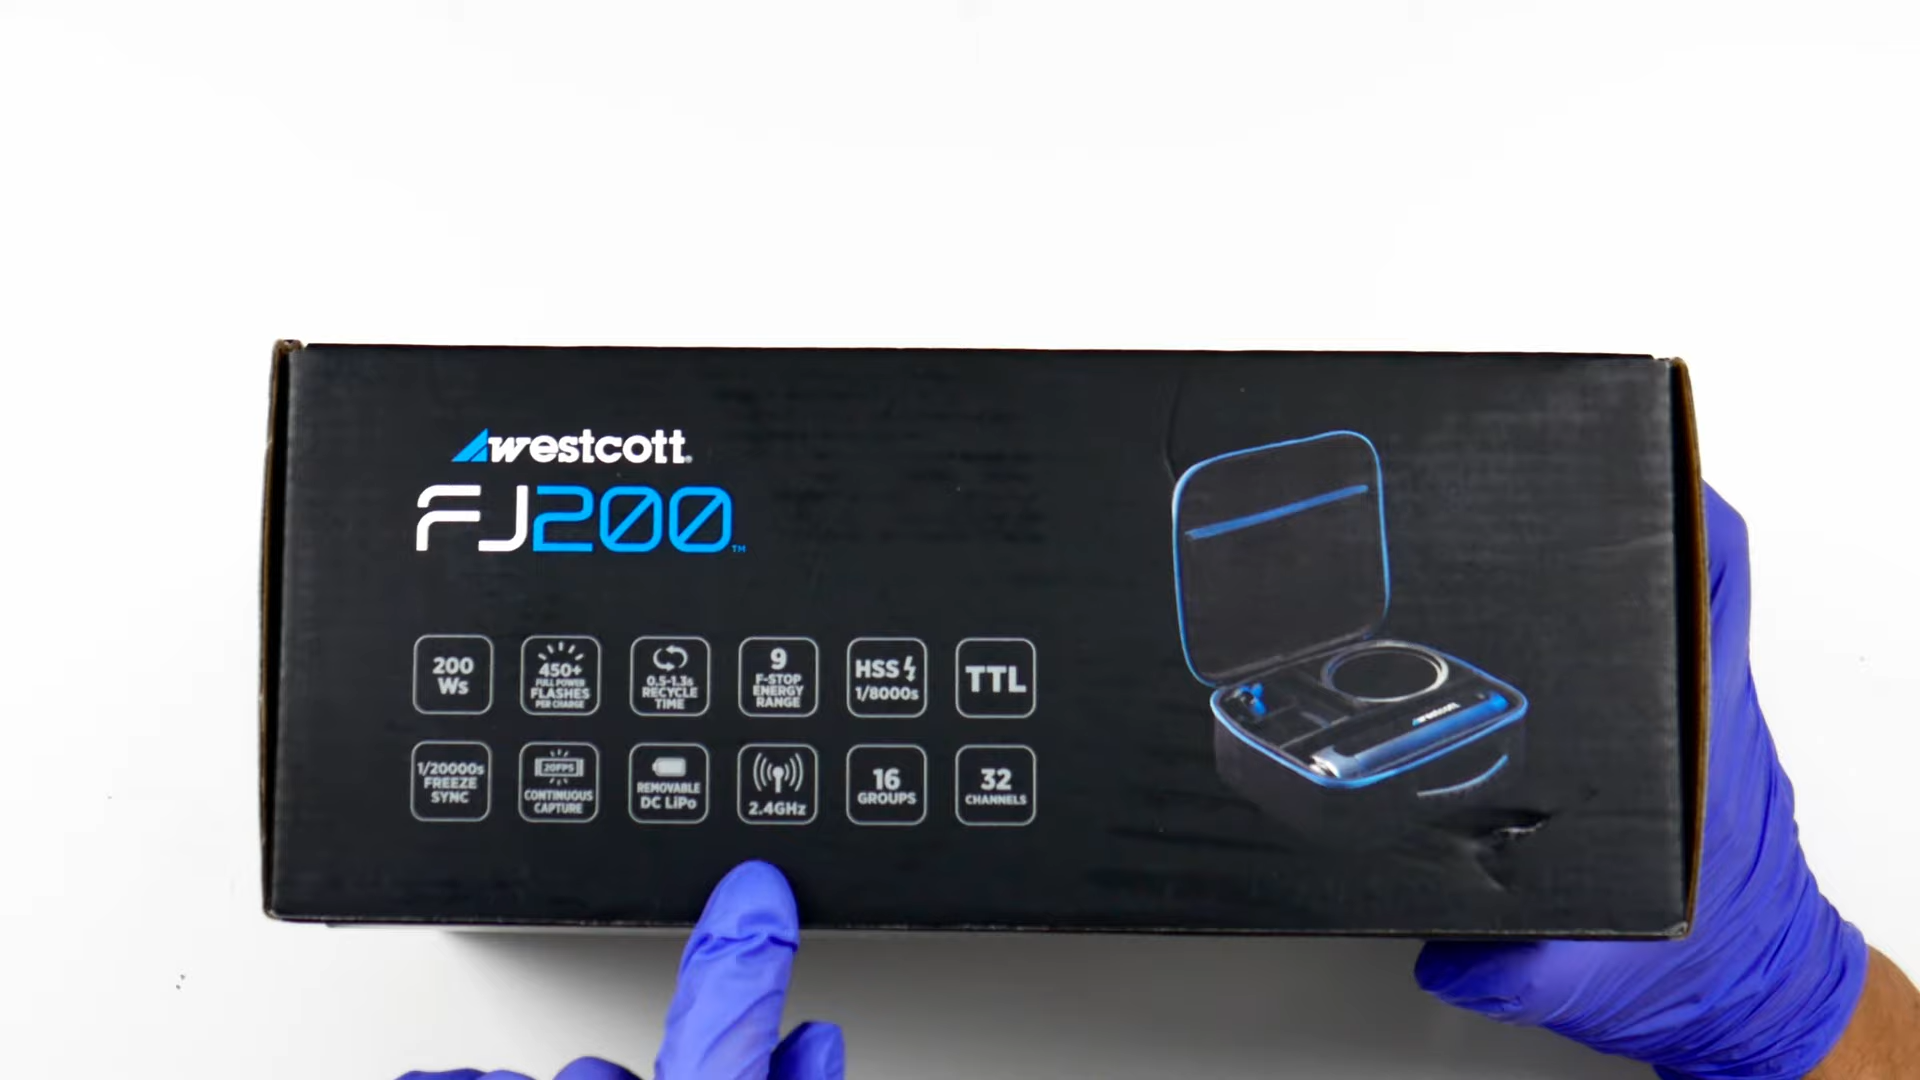 westcott®
FJ200™
200
Ws
450+
FULL POWER
FLASHES
PER CHARGE
0.5-1.3s
RECYCLE
TIME
9
F-STOP
ENERGY
RANGE
HSS
1/8000s
TTL
1/20000s
FREEZE
SYNC
20FPS
CONTINUOUS
CAPTURE
REMOVABLE
DC LiPo
2.4GHz
16
GROUPS
32
CHANNELS
westcott